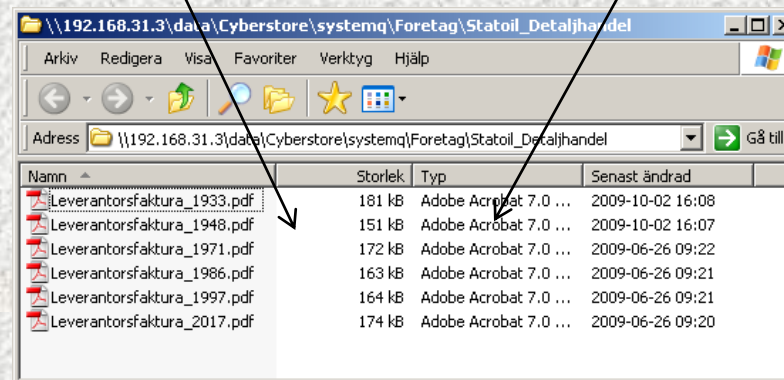 \\192.168.31.3\data\Cyberstore\systemq\Foretag\Statoil_Detaljhandel
Arkiv Redigera Visa Favoriter Verktyg Hjälp
Adress \\192.168.31.3\data\Cyberstore\systemq\Foretag\Statoil_Detaljhandel Gå till
Namn Storlek Typ Senast ändrad
Leverantorsfaktura_1933.pdf 181 kB Adobe Acrobat 7.0 ... 2009-10-02 16:08
Leverantorsfaktura_1948.pdf 151 kB Adobe Acrobat 7.0 ... 2009-10-02 16:07
Leverantorsfaktura_1971.pdf 172 kB Adobe Acrobat 7.0 ... 2009-06-26 09:22
Leverantorsfaktura_1986.pdf 163 kB Adobe Acrobat 7.0 ... 2009-06-26 09:21
Leverantorsfaktura_1997.pdf 164 kB Adobe Acrobat 7.0 ... 2009-06-26 09:21
Leverantorsfaktura_2017.pdf 174 kB Adobe Acrobat 7.0 ... 2009-06-26 09:20